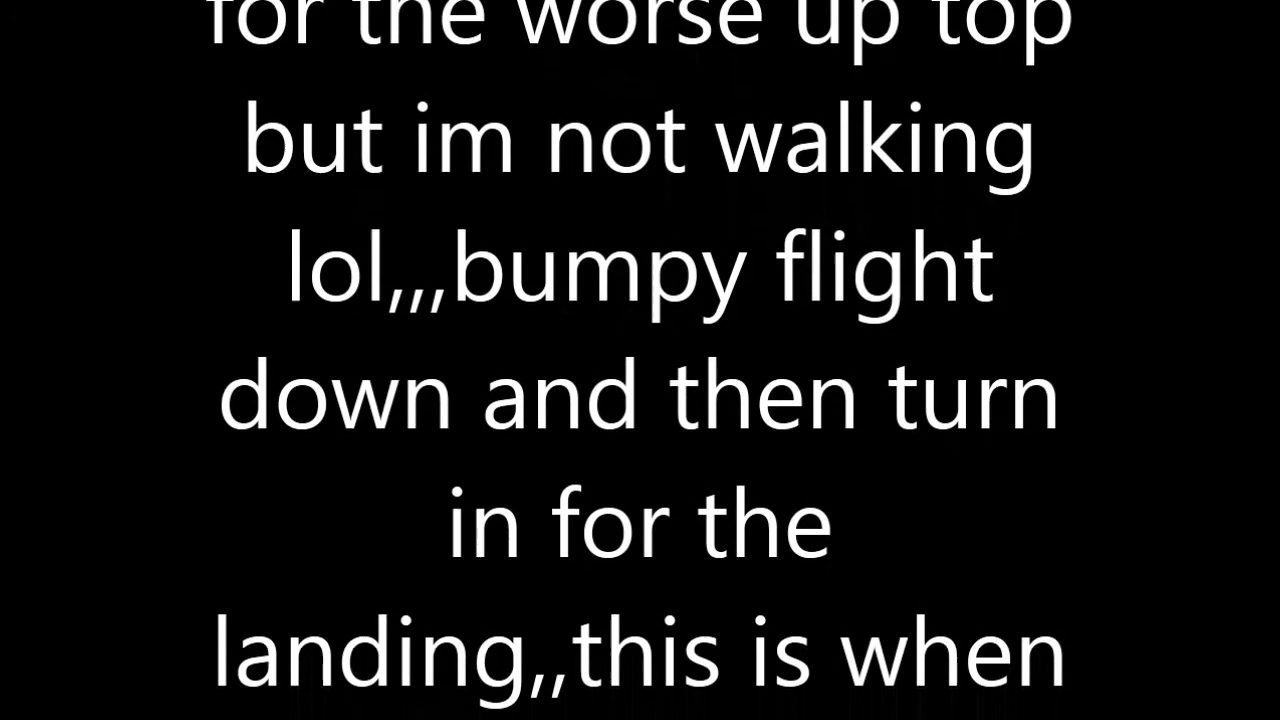 for the worse up top
but im not walking
lol,,,bumpy flight
down and then turn
in for the
landing,,this is when